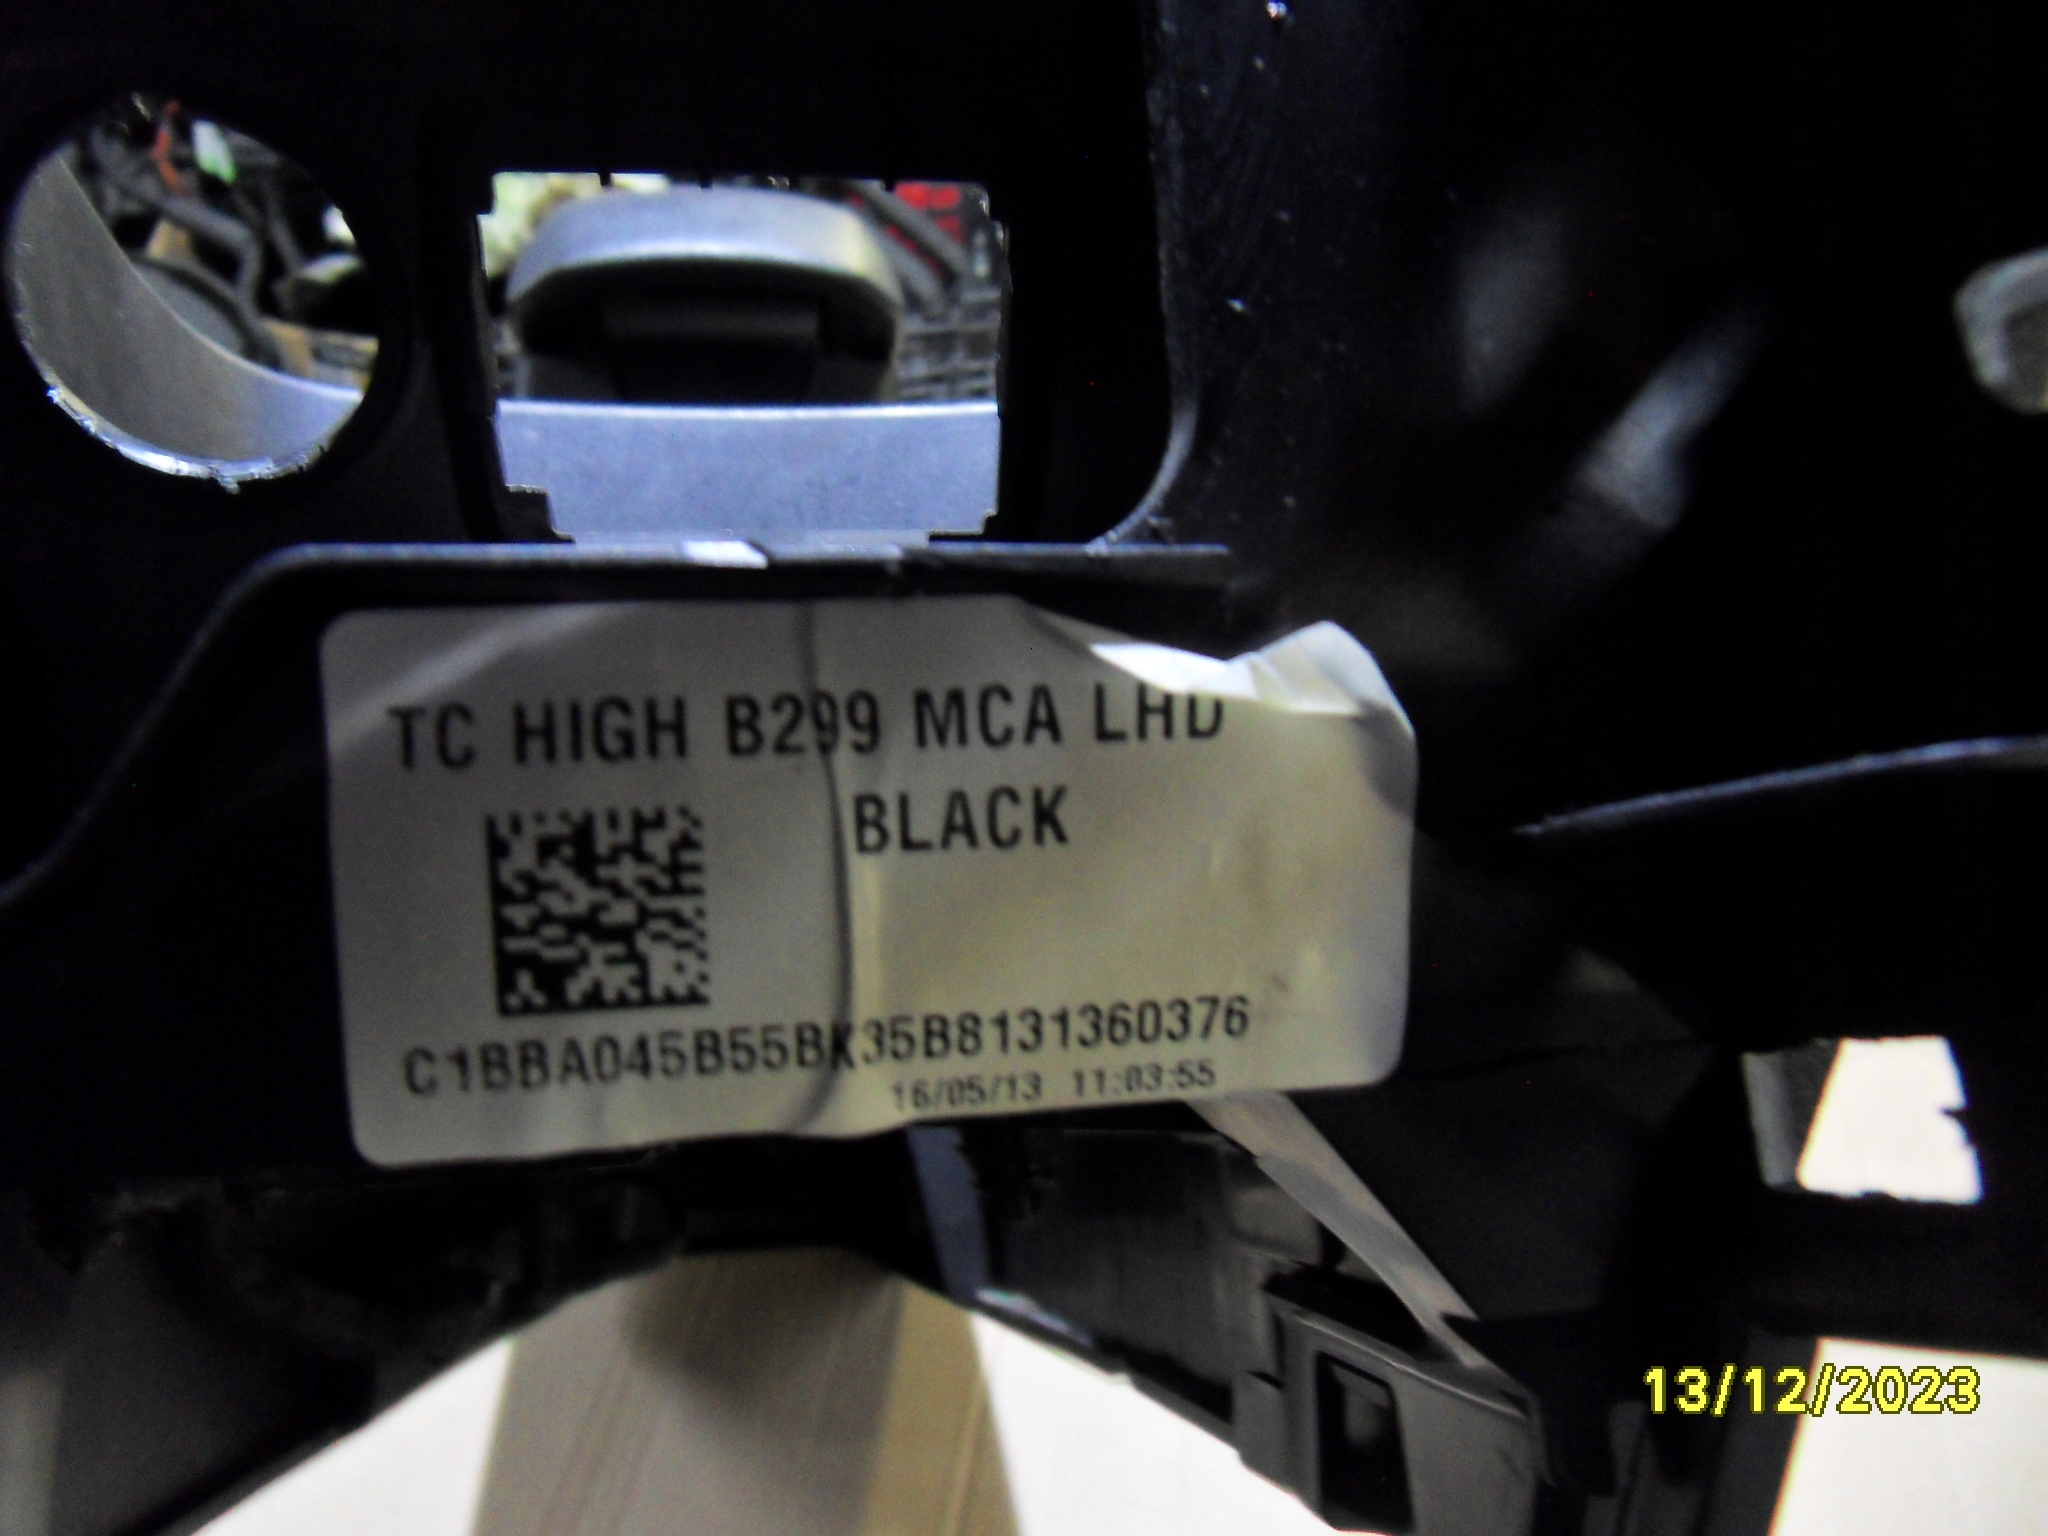 TC HIGH B299 MCA LHD
BLACK
C1BBA045B55BK35B8131360376
16/05/13 11:03:55
13/12/2023